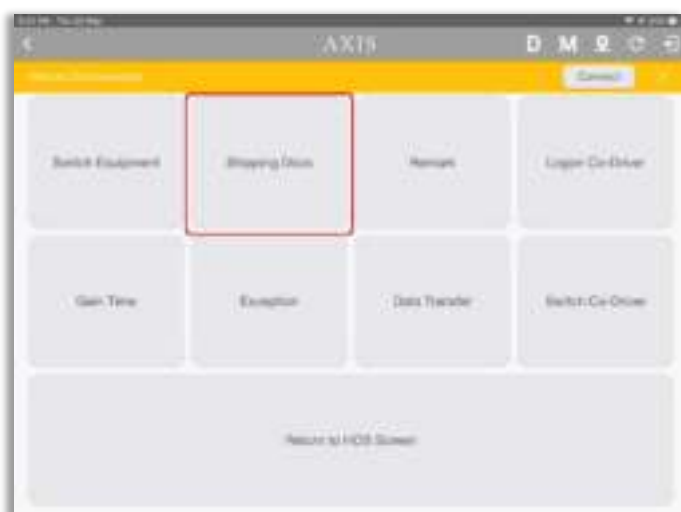 AXIS
D M
Connect
Switch Equipment
Shipping Docs
Remark
Logon Co-Driver
Gain Time
Exception
Data Transfer
Switch Co-Driver
Return to HOS Screen